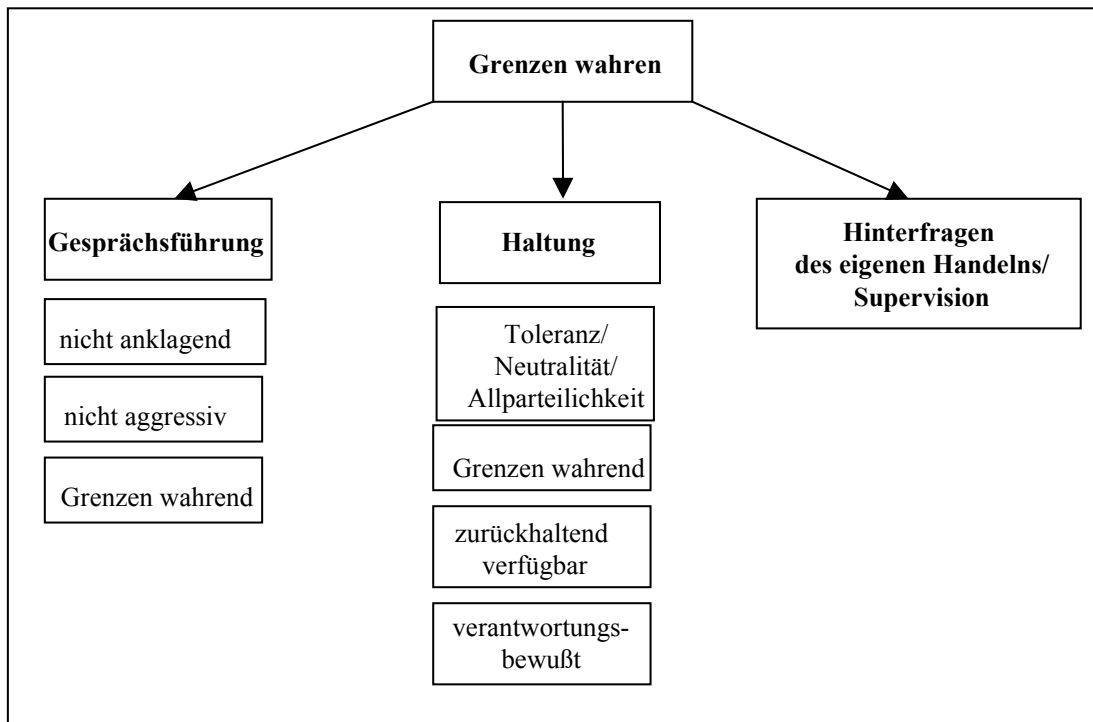 Grenzen wahren
Gesprächsführung
nicht anklagend
nicht aggressiv
Grenzen wahrend
Haltung
Toleranz/
Neutralität/
Allparteilichkeit
Grenzen wahrend
zurückhaltend
verfügbar
verantwortungs-
bewußt
Hinterfragen
des eigenen Handelns/
Supervision